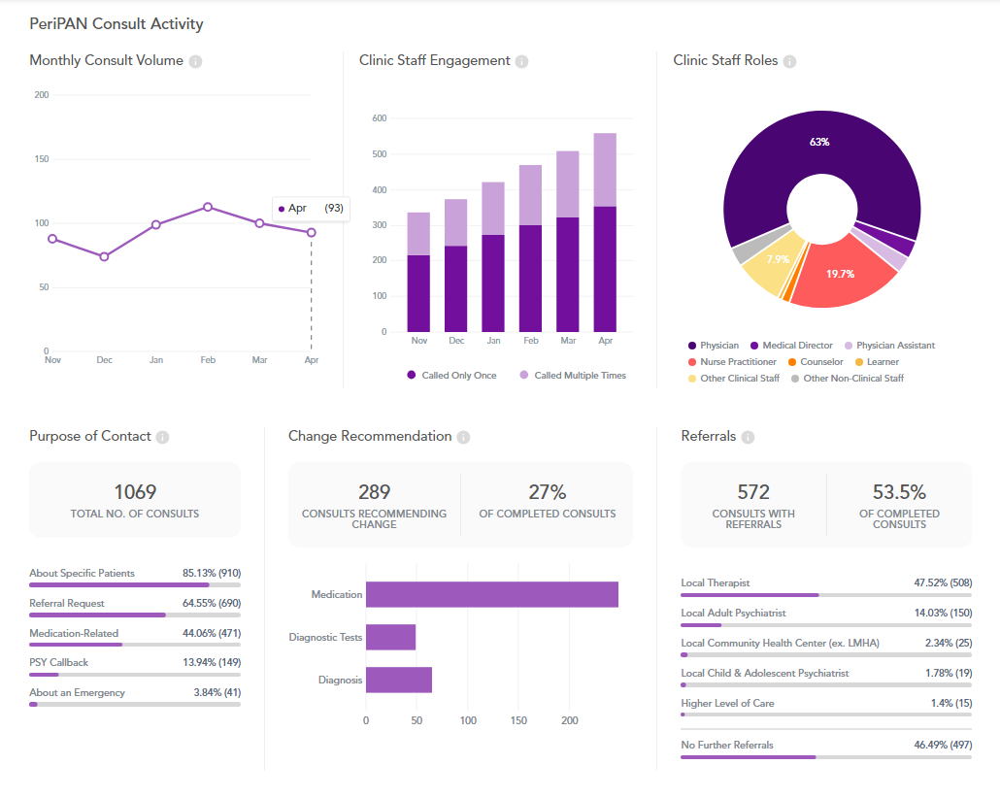 PeriPAN Consult Activity
Monthly Consult Volume
200
150
100
50
0
Nov
Dec
Jan
Feb
Mar
Apr
Apr (93)
Clinic Staff Engagement
600
500
400
300
200
100
0
Nov
Dec
Jan
Feb
Mar
Apr
Called Only Once
Called Multiple Times
Clinic Staff Roles
63%
7.9%
19.7%
Physician
Medical Director
Physician Assistant
Nurse Practitioner
Counselor
Learner
Other Clinical Staff
Other Non-Clinical Staff
Purpose of Contact
1069
TOTAL NO. OF CONSULTS
About Specific Patients 85.13% (910)
Referral Request 64.55% (690)
Medication-Related 44.06% (471)
PSY Callback 13.94% (149)
About an Emergency 3.84% (41)
Change Recommendation
289
CONSULTS RECOMMENDING
CHANGE
27%
OF COMPLETED CONSULTS
Medication
Diagnostic Tests
Diagnosis
0
50
100
150
200
Referrals
572
CONSULTS WITH
REFERRALS
53.5%
OF COMPLETED
CONSULTS
Local Therapist 47.52% (508)
Local Adult Psychiatrist 14.03% (150)
Local Community Health Center (ex. LMHA) 2.34% (25)
Local Child & Adolescent Psychiatrist 1.78% (19)
Higher Level of Care 1.4% (15)
No Further Referrals 46.49% (497)